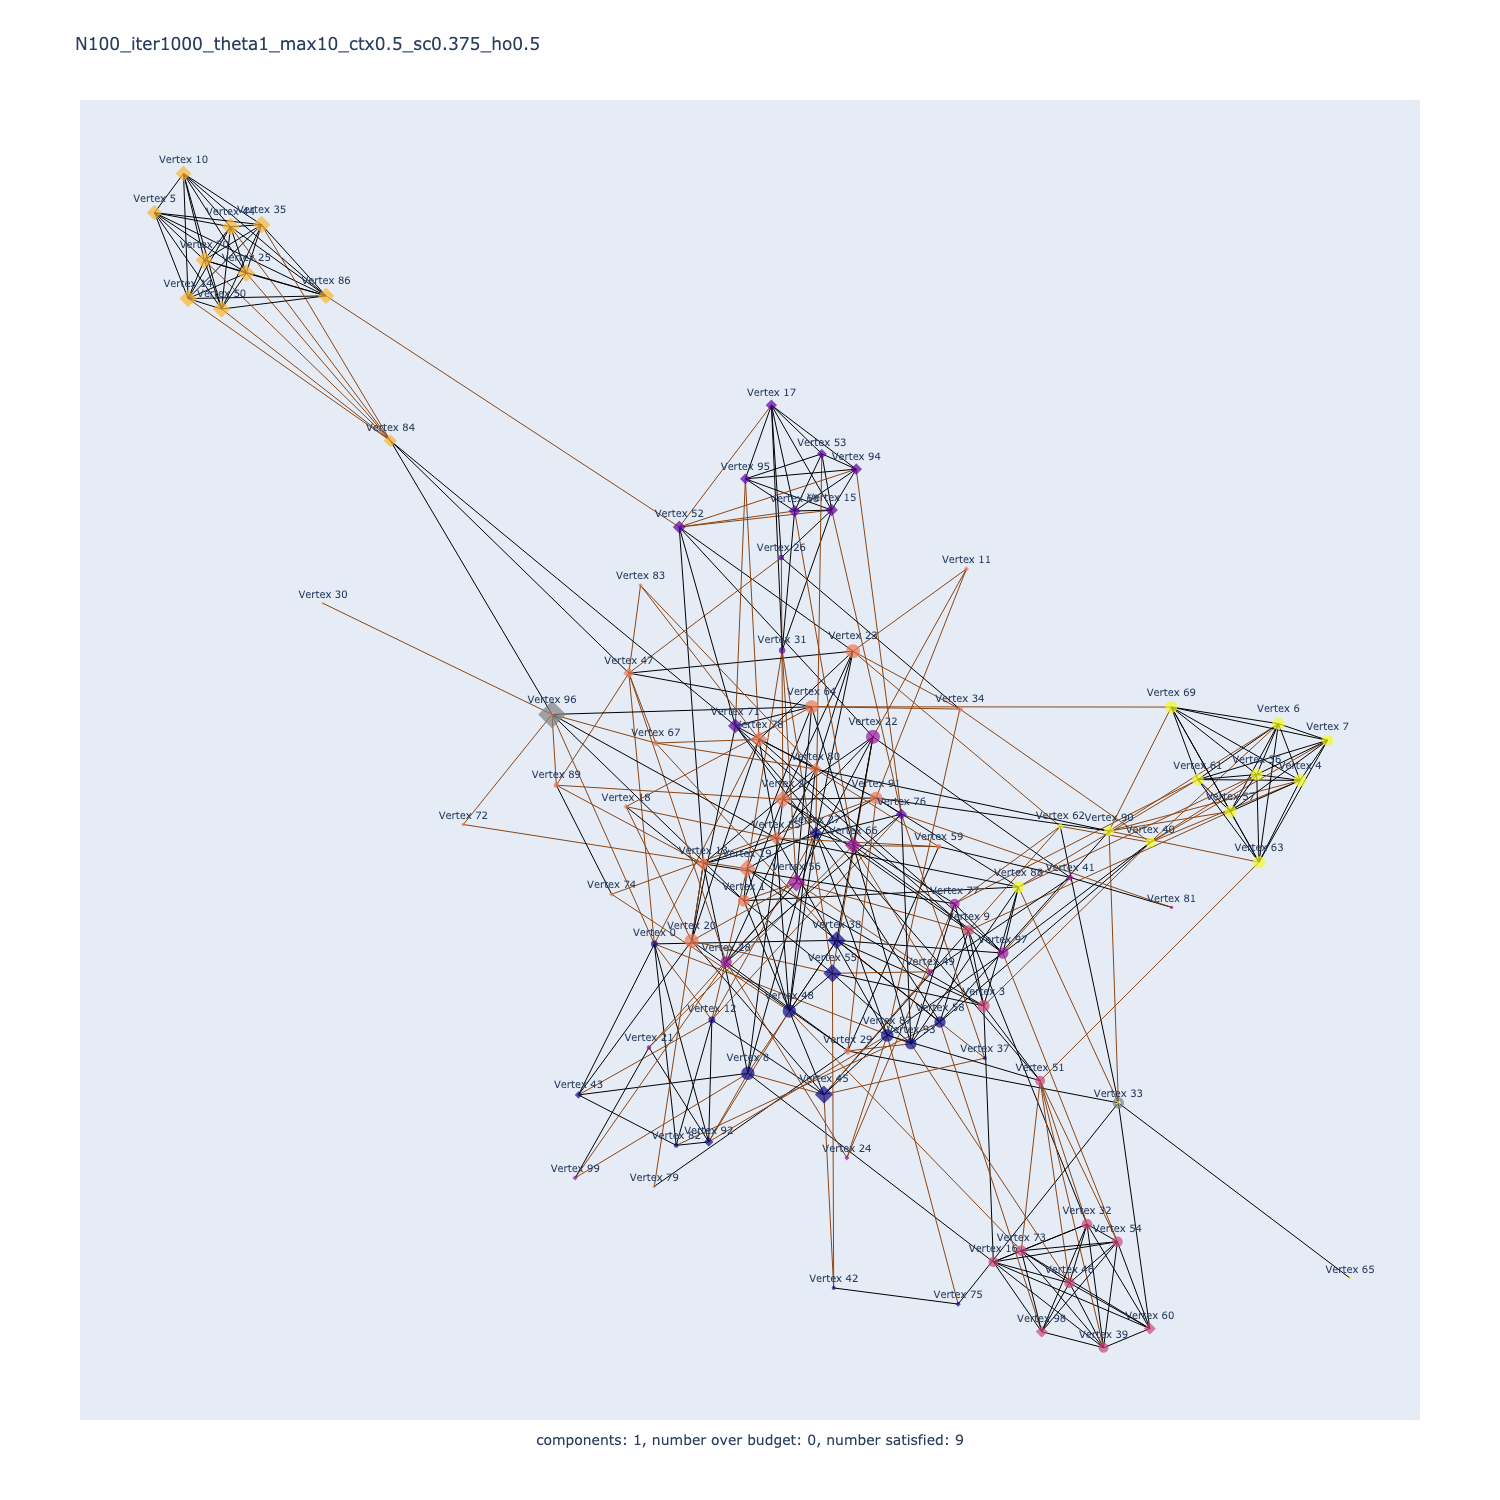 N100_iter1000_theta1_max10_ctx0.5_sc0.375_ho0.5
Vertex 10
Vertex 5
Vertex 44
Vertex 35
Vertex 25
Vertex 86
Vertex 50
Vertex 84
Vertex 17
Vertex 53
Vertex 94
Vertex 95
Vertex 15
Vertex 52
Vertex 26
Vertex 11
Vertex 83
Vertex 30
Vertex 31
Vertex 23
Vertex 47
Vertex 64
Vertex 34
Vertex 69
Vertex 96
Vertex 6
Vertex 71
Vertex 78
Vertex 22
Vertex 7
Vertex 67
Vertex 80
Vertex 61
Vertex 4
Vertex 89
Vertex 91
Vertex 18
Vertex 76
Vertex 72
Vertex 62
Vertex 90
Vertex 40
Vertex 66
Vertex 59
Vertex 63
Vertex 19
Vertex 56
Vertex 41
Vertex 74
Vertex 1
Vertex 77
Vertex 88
Vertex 81
Vertex 9
Vertex 0
Vertex 20
Vertex 38
Vertex 97
Vertex 28
Vertex 55
Vertex 49
Vertex 48
Vertex 3
Vertex 12
Vertex 58
Vertex 87
Vertex 93
Vertex 21
Vertex 29
Vertex 37
Vertex 8
Vertex 51
Vertex 43
Vertex 45
Vertex 33
Vertex 82
Vertex 92
Vertex 24
Vertex 99
Vertex 79
Vertex 32
Vertex 54
Vertex 73
Vertex 16
Vertex 65
Vertex 42
Vertex 46
Vertex 75
Vertex 98
Vertex 60
Vertex 39
components: 1, number over budget: 0, number satisfied: 9